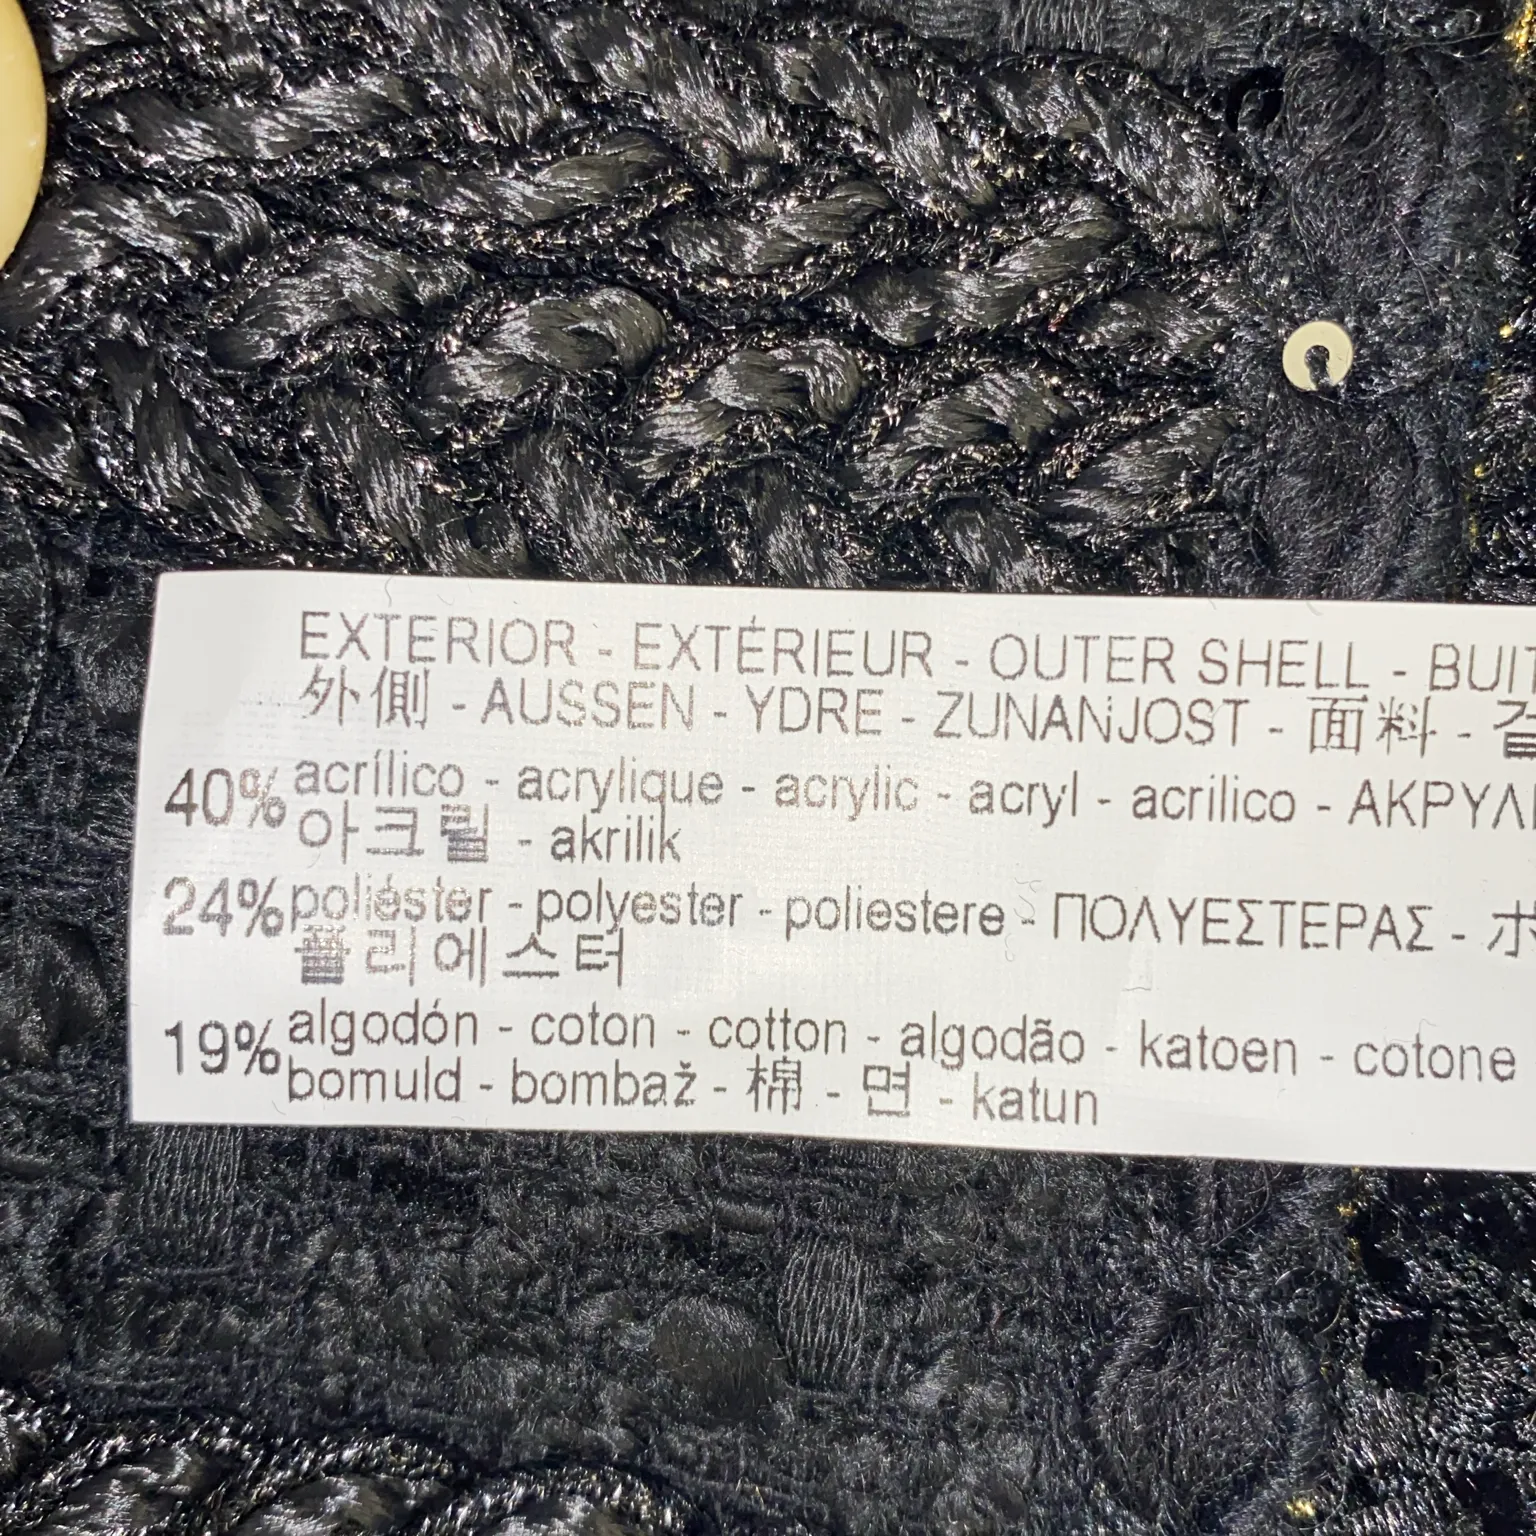 EXTERIOR - EXTÉRIEUR - OUTER SHELL -
外側 - AUSSEN - YDRE - ZUNANJOST - 面料 -
40% acrílico - acrylique - acrylic - acryl - acrilico -
아크릴 - akrilik
24% poliéster - polyester - poliestere - ΠΟΛΥΕΣΤΕΡΑΣ -
폴리에스터
19% algodón - coton - cotton - algodão - katoen - cotone
bomuld - bombaž - 棉 - 면 - katun